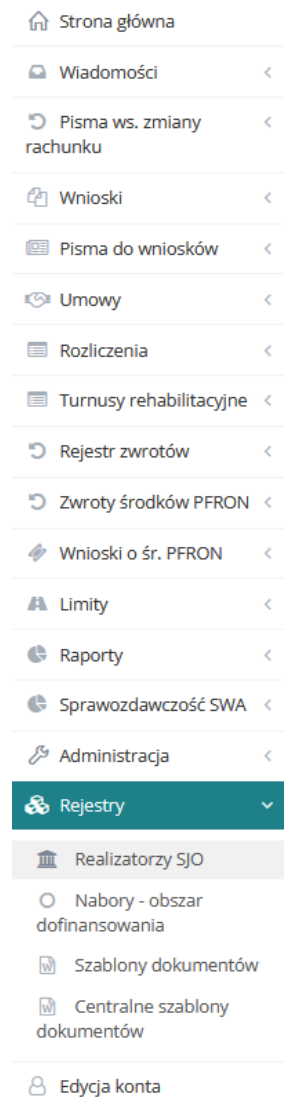 Strona główna
Wiadomości
Pisma ws. zmiany
rachunku
Wnioski
Pisma do wniosków
Umowy
Rozliczenia
Turnusy rehabilitacyjne
Rejestr zwrotów
Zwroty środków PFRON
Wnioski o śr. PFRON
Limity
Raporty
Sprawozdawczość SWA
Administracja
Rejestry
Realizatorzy SJO
Nabory - obszar
dofinansowania
Szablony dokumentów
Centralne szablony
dokumentów
Edycja konta